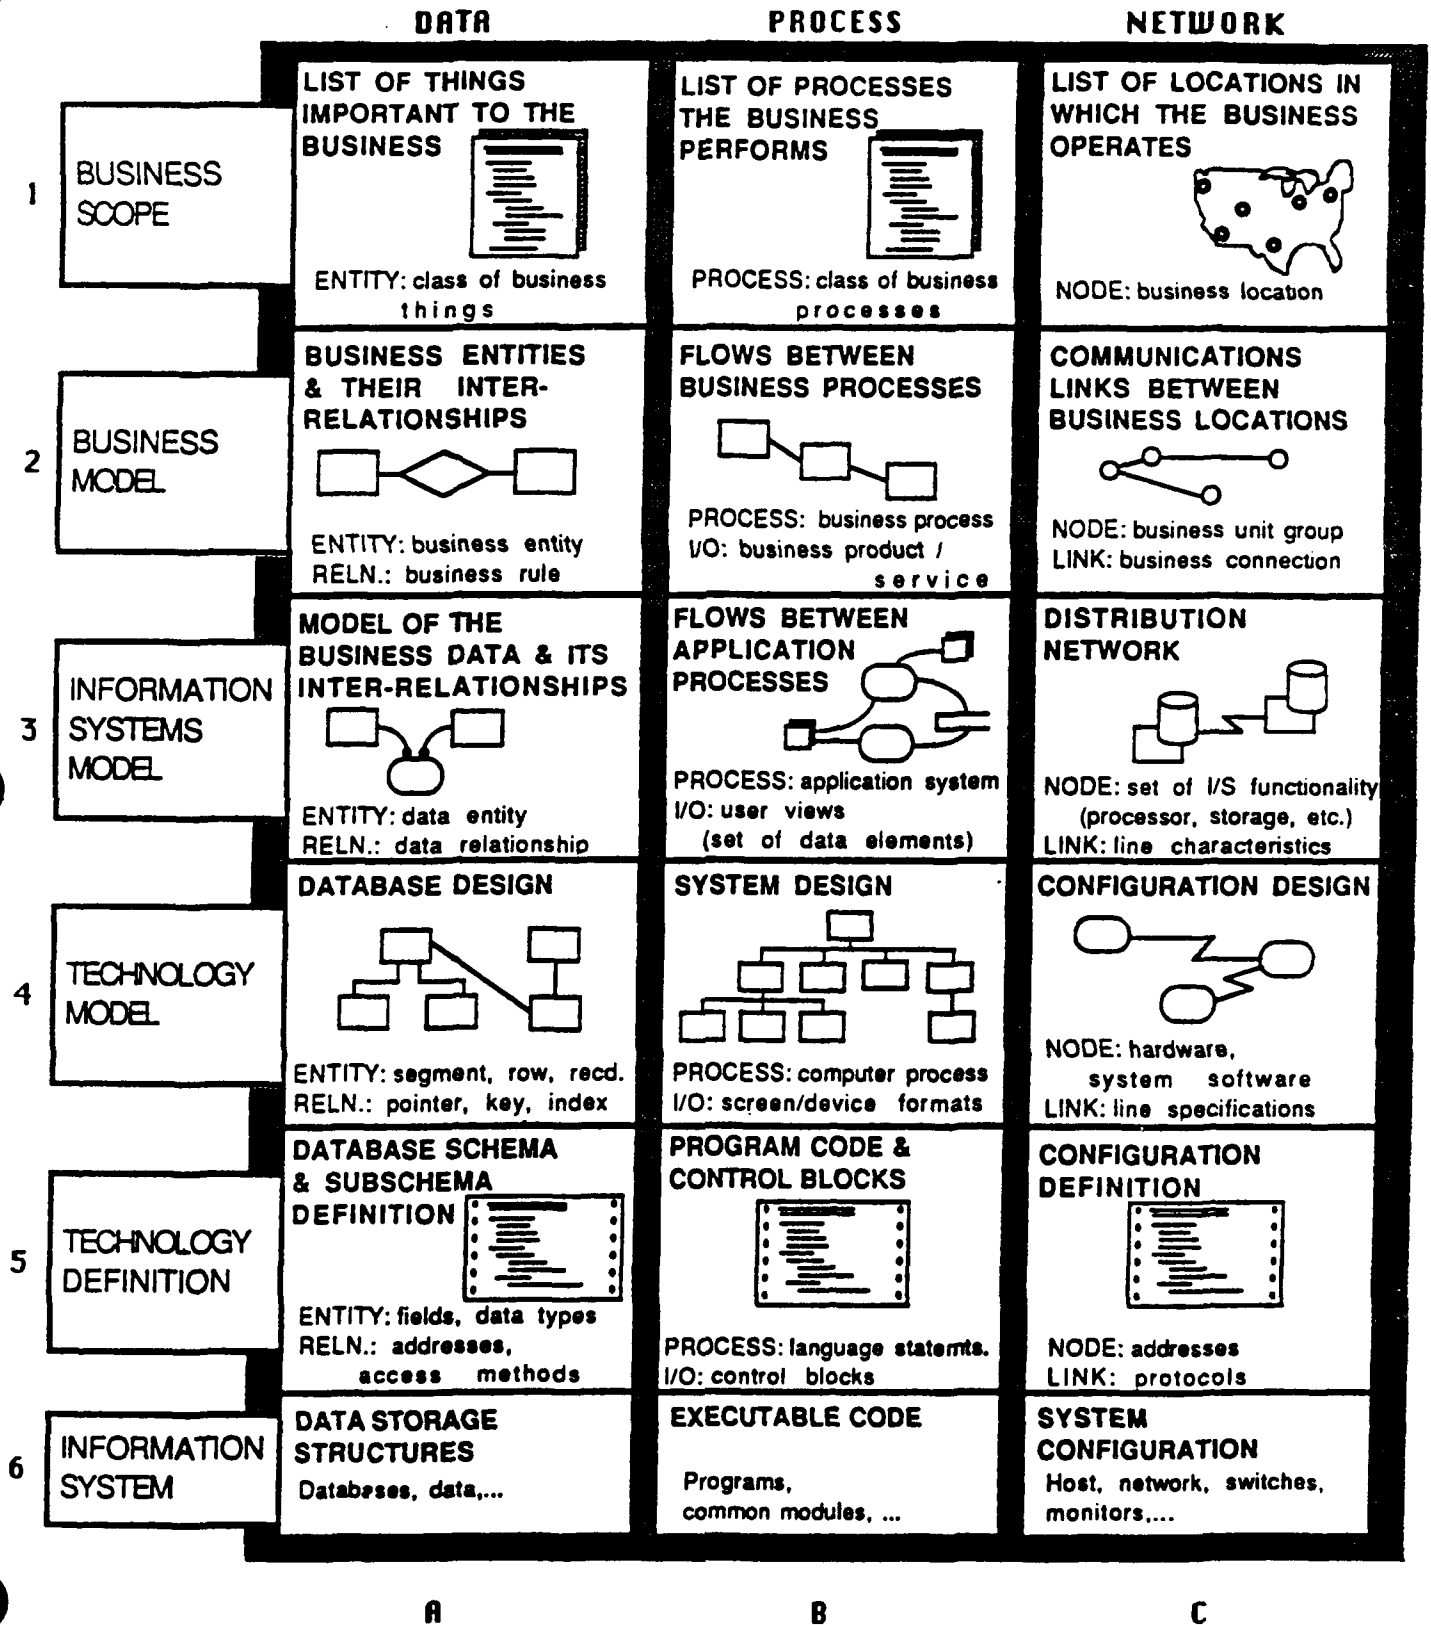 DATA PROCESS NETWORK
1
BUSINESS
SCOPE
LIST OF THINGS
IMPORTANT TO THE
BUSINESS
ENTITY: class of business
things
LIST OF PROCESSES
THE BUSINESS
PERFORMS
PROCESS: class of business
processes
LIST OF LOCATIONS IN
WHICH THE BUSINESS
OPERATES
NODE: business location
2
BUSINESS
MODEL
BUSINESS ENTITIES
& THEIR INTER-
RELATIONSHIPS
ENTITY: business entity
RELN.: business rule
FLOWS BETWEEN
BUSINESS PROCESSES
PROCESS: business process
I/O: business product /
service
COMMUNICATIONS
LINKS BETWEEN
BUSINESS LOCATIONS
NODE: business unit group
LINK: business connection
3
INFORMATION
SYSTEMS
MODEL
MODEL OF THE
BUSINESS DATA & ITS
INTER-RELATIONSHIPS
ENTITY: data entity
RELN.: data relationship
FLOWS BETWEEN
APPLICATION
PROCESSES
PROCESS: application system
I/O: user views
(set of data elements)
DISTRIBUTION
NETWORK
NODE: set of I/S functionality
(processor, storage, etc.)
LINK: line characteristics
4
TECHNOLOGY
MODEL
DATABASE DESIGN
ENTITY: segment, row, recd.
RELN.: pointer, key, index
SYSTEM DESIGN
PROCESS: computer process
I/O: screen/device formats
CONFIGURATION DESIGN
NODE: hardware,
system software
LINK: line specifications
5
TECHNOLOGY
DEFINITION
DATABASE SCHEMA
& SUBSCHEMA
DEFINITION
ENTITY: fields, data types
RELN.: addresses,
access methods
PROGRAM CODE &
CONTROL BLOCKS
PROCESS: language statemts.
I/O: control blocks
CONFIGURATION
DEFINITION
NODE: addresses
LINK: protocols
6
INFORMATION
SYSTEM
DATA STORAGE
STRUCTURES
Databases, data,...
EXECUTABLE CODE
Programs,
common modules, ...
SYSTEM
CONFIGURATION
Host, network, switches,
monitors,...
A B C